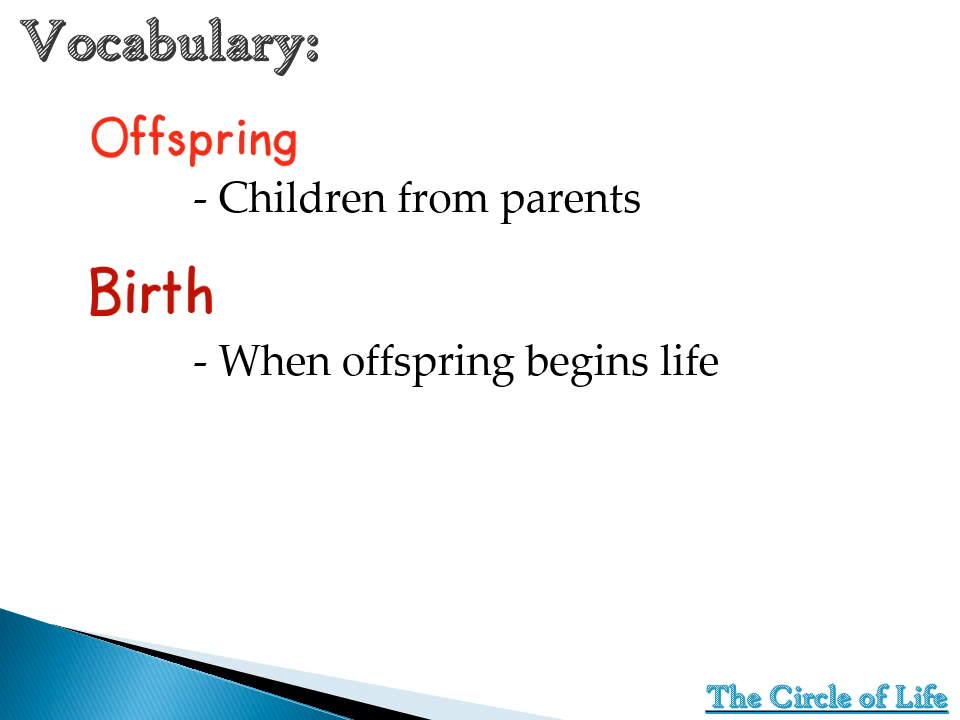 Vocabulary:
Offspring
- Children from parents
Birth
- When offspring begins life
The Circle of Life